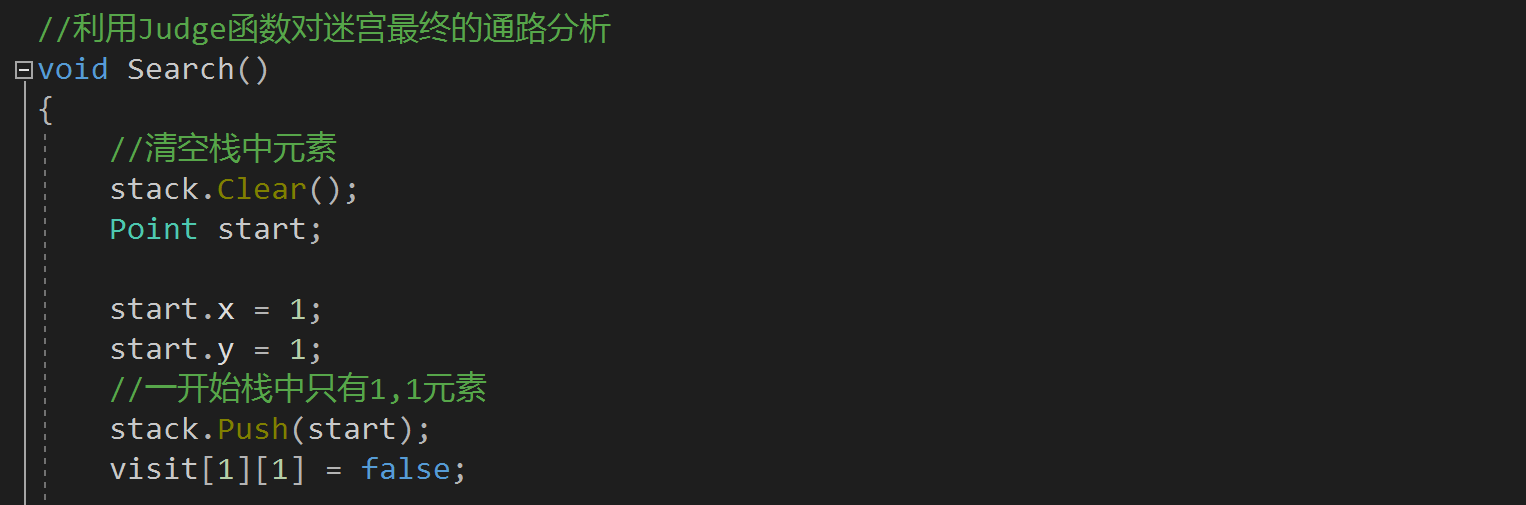 //利用Judge函数对迷宫最终的通路分析
void Search()
{
//清空栈中元素
stack.Clear();
Point start;
start.x = 1;
start.y = 1;
//一开始栈中只有1,1元素
stack.Push(start);
visit[1][1] = false;